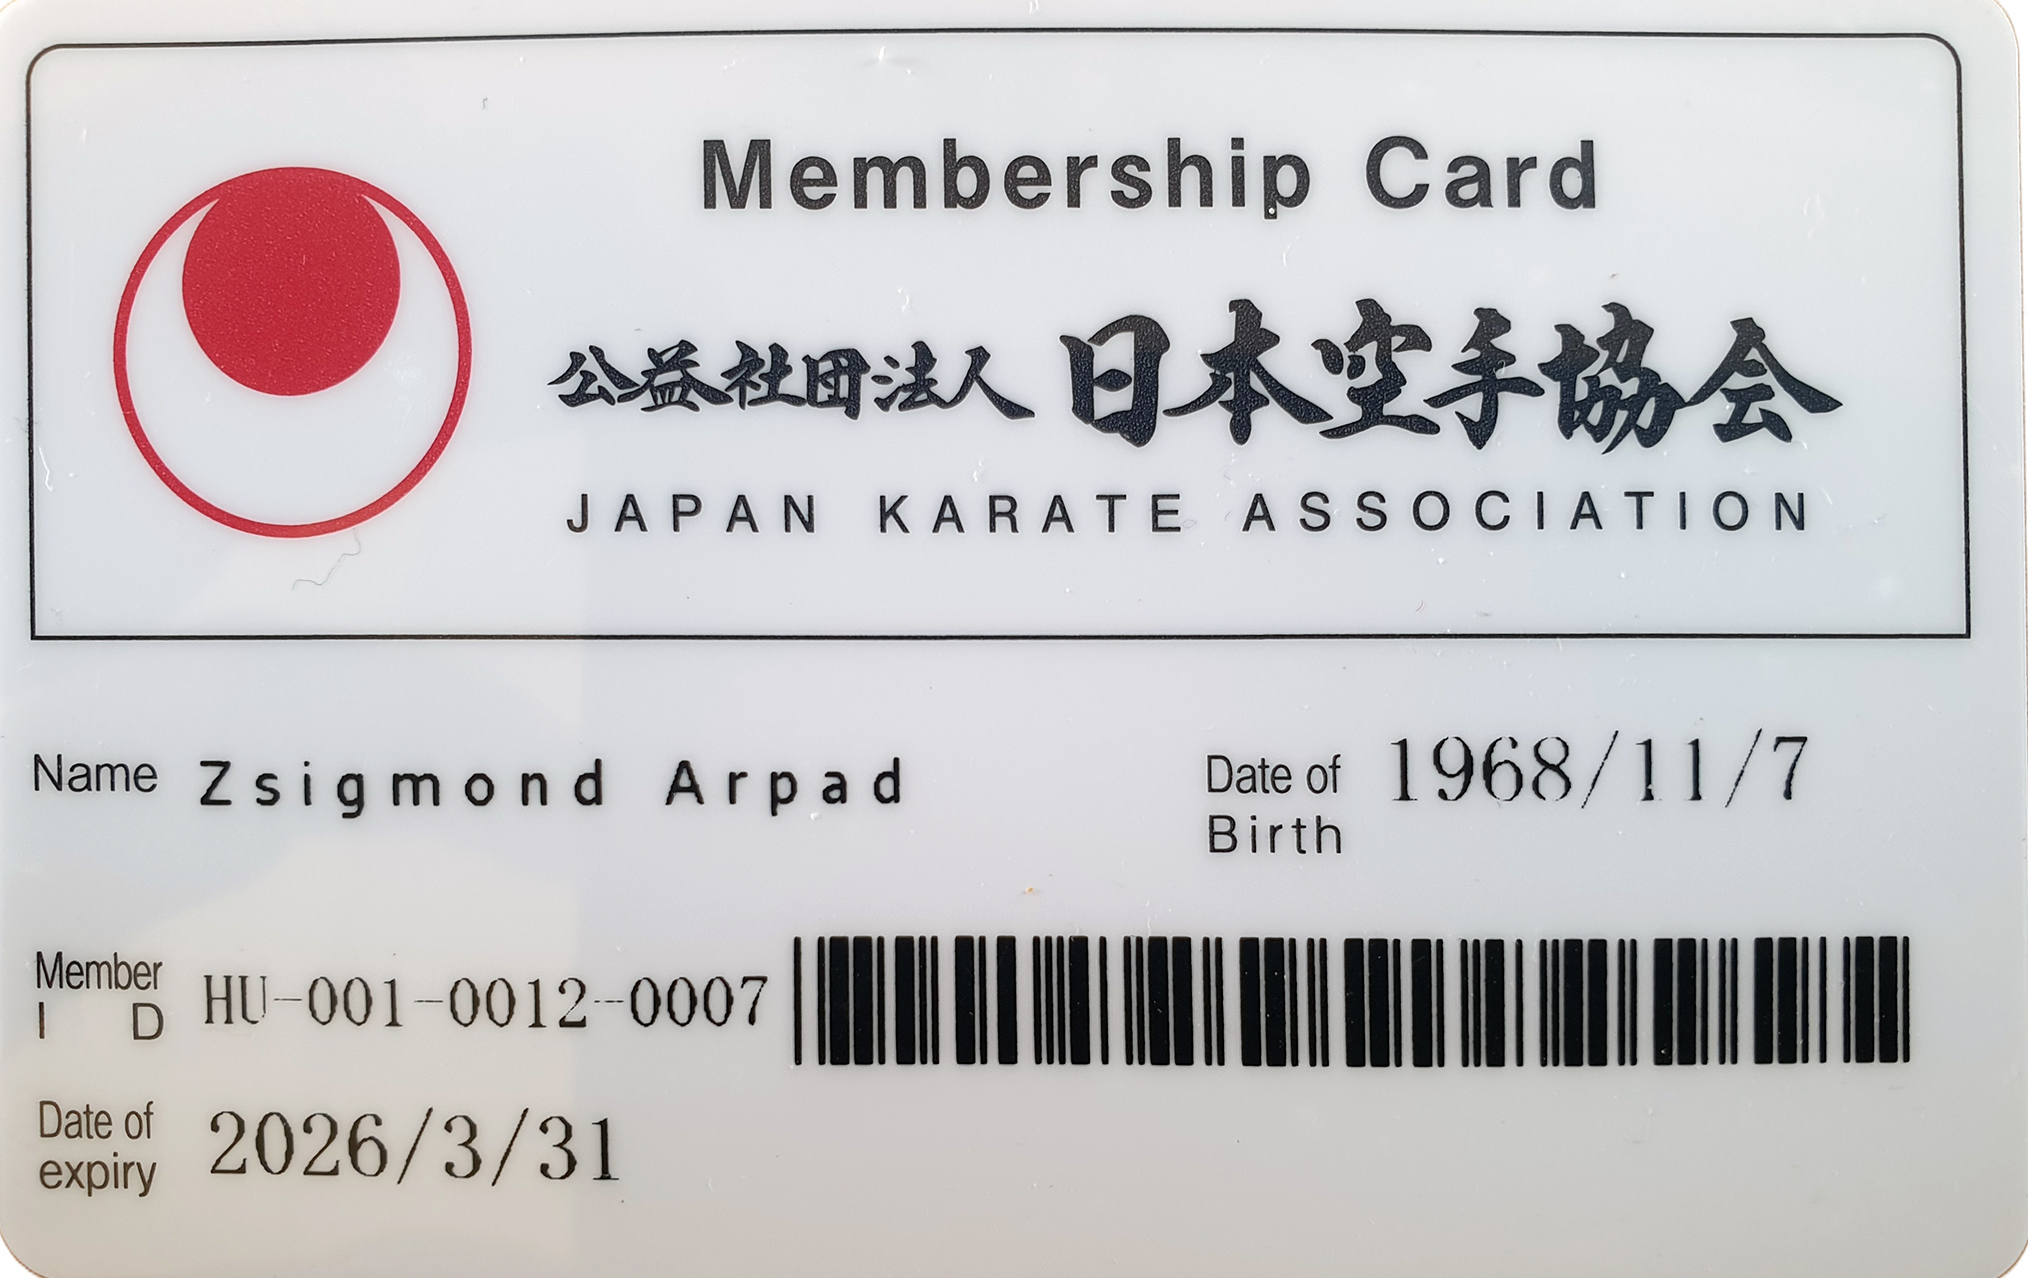 Membership Card
公益社団法人 日本空手協会
JAPAN KARATE ASSOCIATION
Name Zsigmond Arpad
Date of Birth 1968/11/7
Member ID HU-001-0012-0007
Date of expiry 2026/3/31